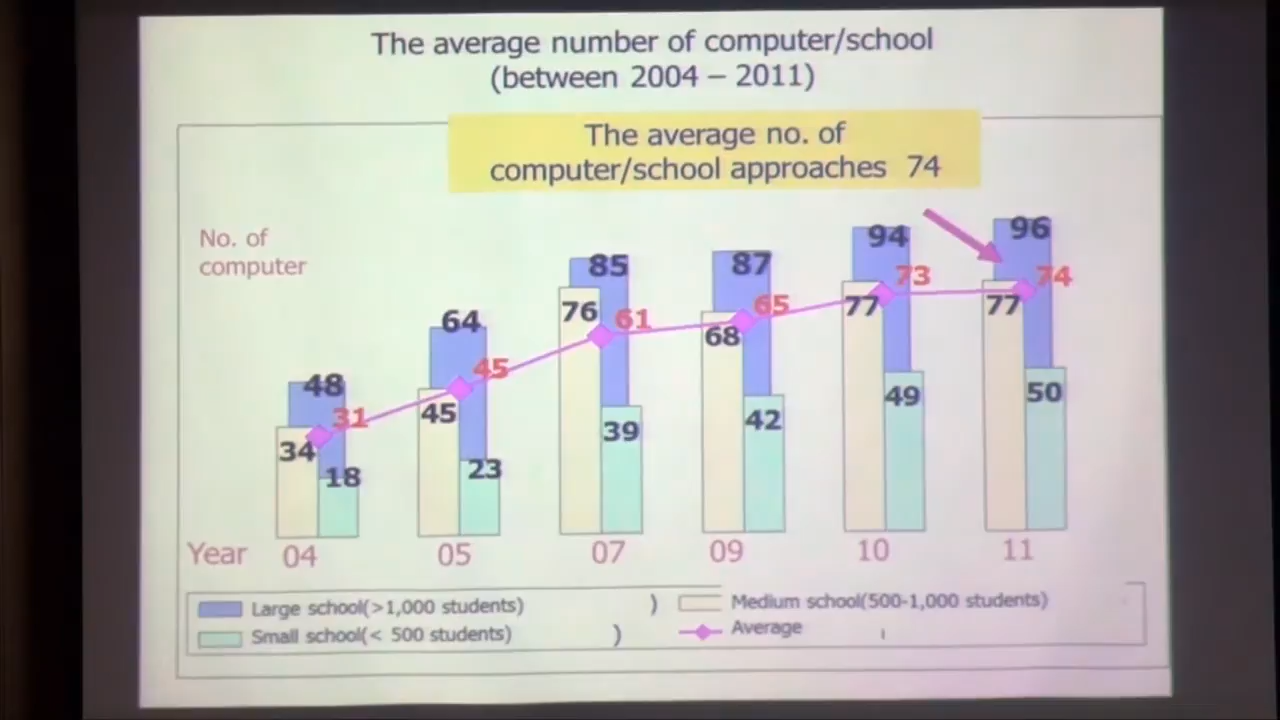 The average number of computer/school
(between 2004 – 2011)
The average no. of
computer/school approaches 74
No. of
computer
48
31
34
18
64
45
45
23
85
76
61
39
87
65
68
42
94
73
77
49
96
74
77
50
Year 04 05 07 09 10 11
Large school(>1,000 students) ) Medium school(500-1,000 students)
Small school(< 500 students) ) Average